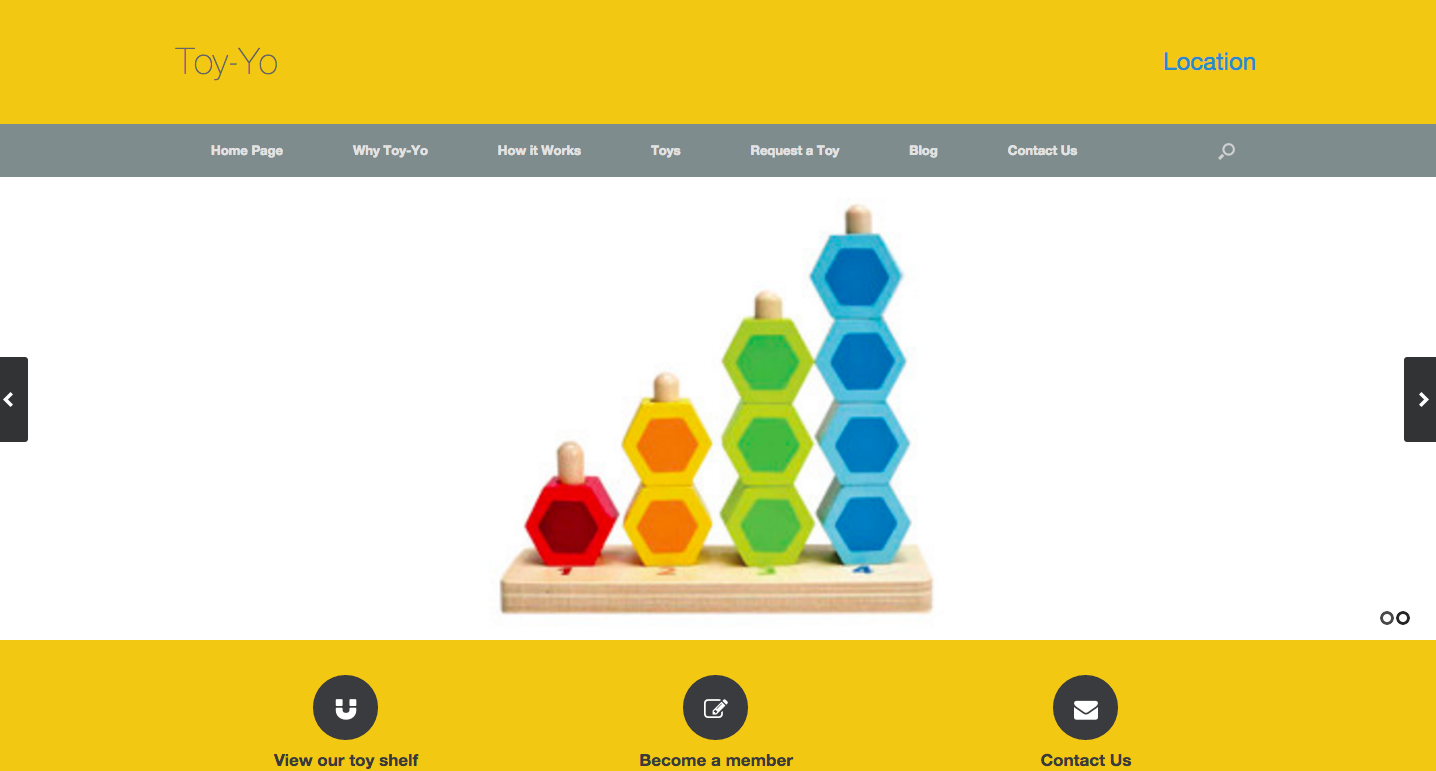 Toy-Yo
Location
Home Page Why Toy-Yo How it Works Toys Request a Toy Blog Contact Us
1 2 3 4
View our toy shelf Become a member Contact Us